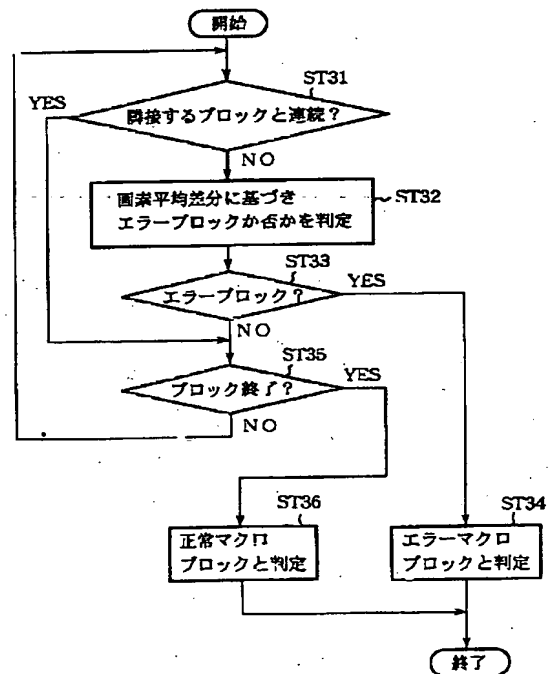 開始
ST31
YES
隣接するブロックと連続?
NO
画素平均差分に基づき
エラーブロックか否かを判定
ST32
ST33
YES
エラーブロック?
NO
ST35
ブロック終了?
YES
NO
ST36
正常マクロ
ブロックと判定
ST34
エラーマクロ
ブロックと判定
終了